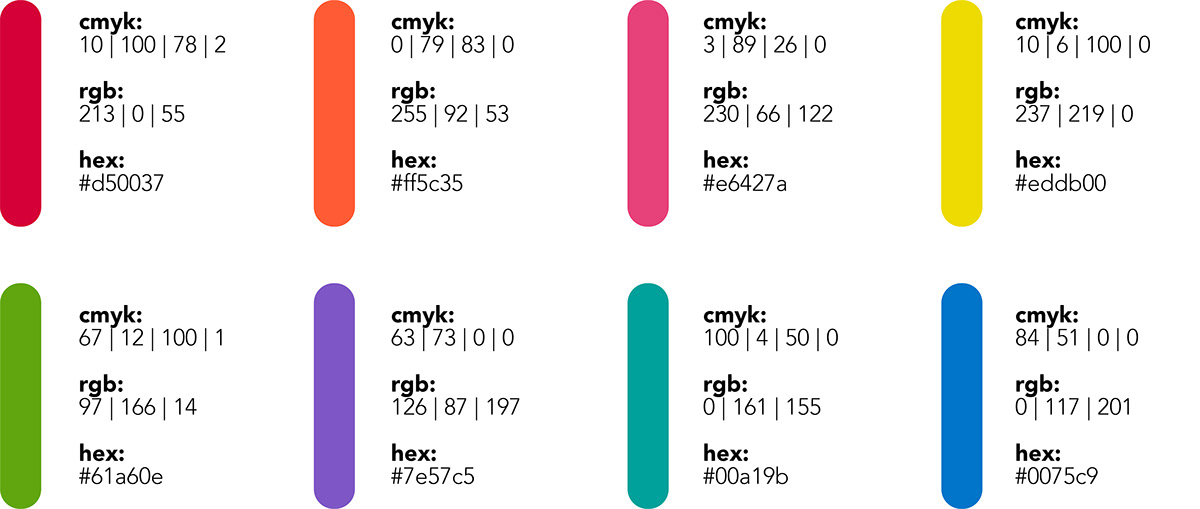 cmyk:
10 | 100 | 78 | 2
rgb:
213 | 0 | 55
hex:
#d50037
cmyk:
0 | 79 | 83 | 0
rgb:
255 | 92 | 53
hex:
#ff5c35
cmyk:
3 | 89 | 26 | 0
rgb:
230 | 66 | 122
hex:
#e6427a
cmyk:
10 | 6 | 100 | 0
rgb:
237 | 219 | 0
hex:
#eddb00
cmyk:
67 | 12 | 100 | 1
rgb:
97 | 166 | 14
hex:
#61a60e
cmyk:
63 | 73 | 0 | 0
rgb:
126 | 87 | 197
hex:
#7e57c5
cmyk:
100 | 4 | 50 | 0
rgb:
0 | 161 | 155
hex:
#00a19b
cmyk:
84 | 51 | 0 | 0
rgb:
0 | 117 | 201
hex:
#0075c9